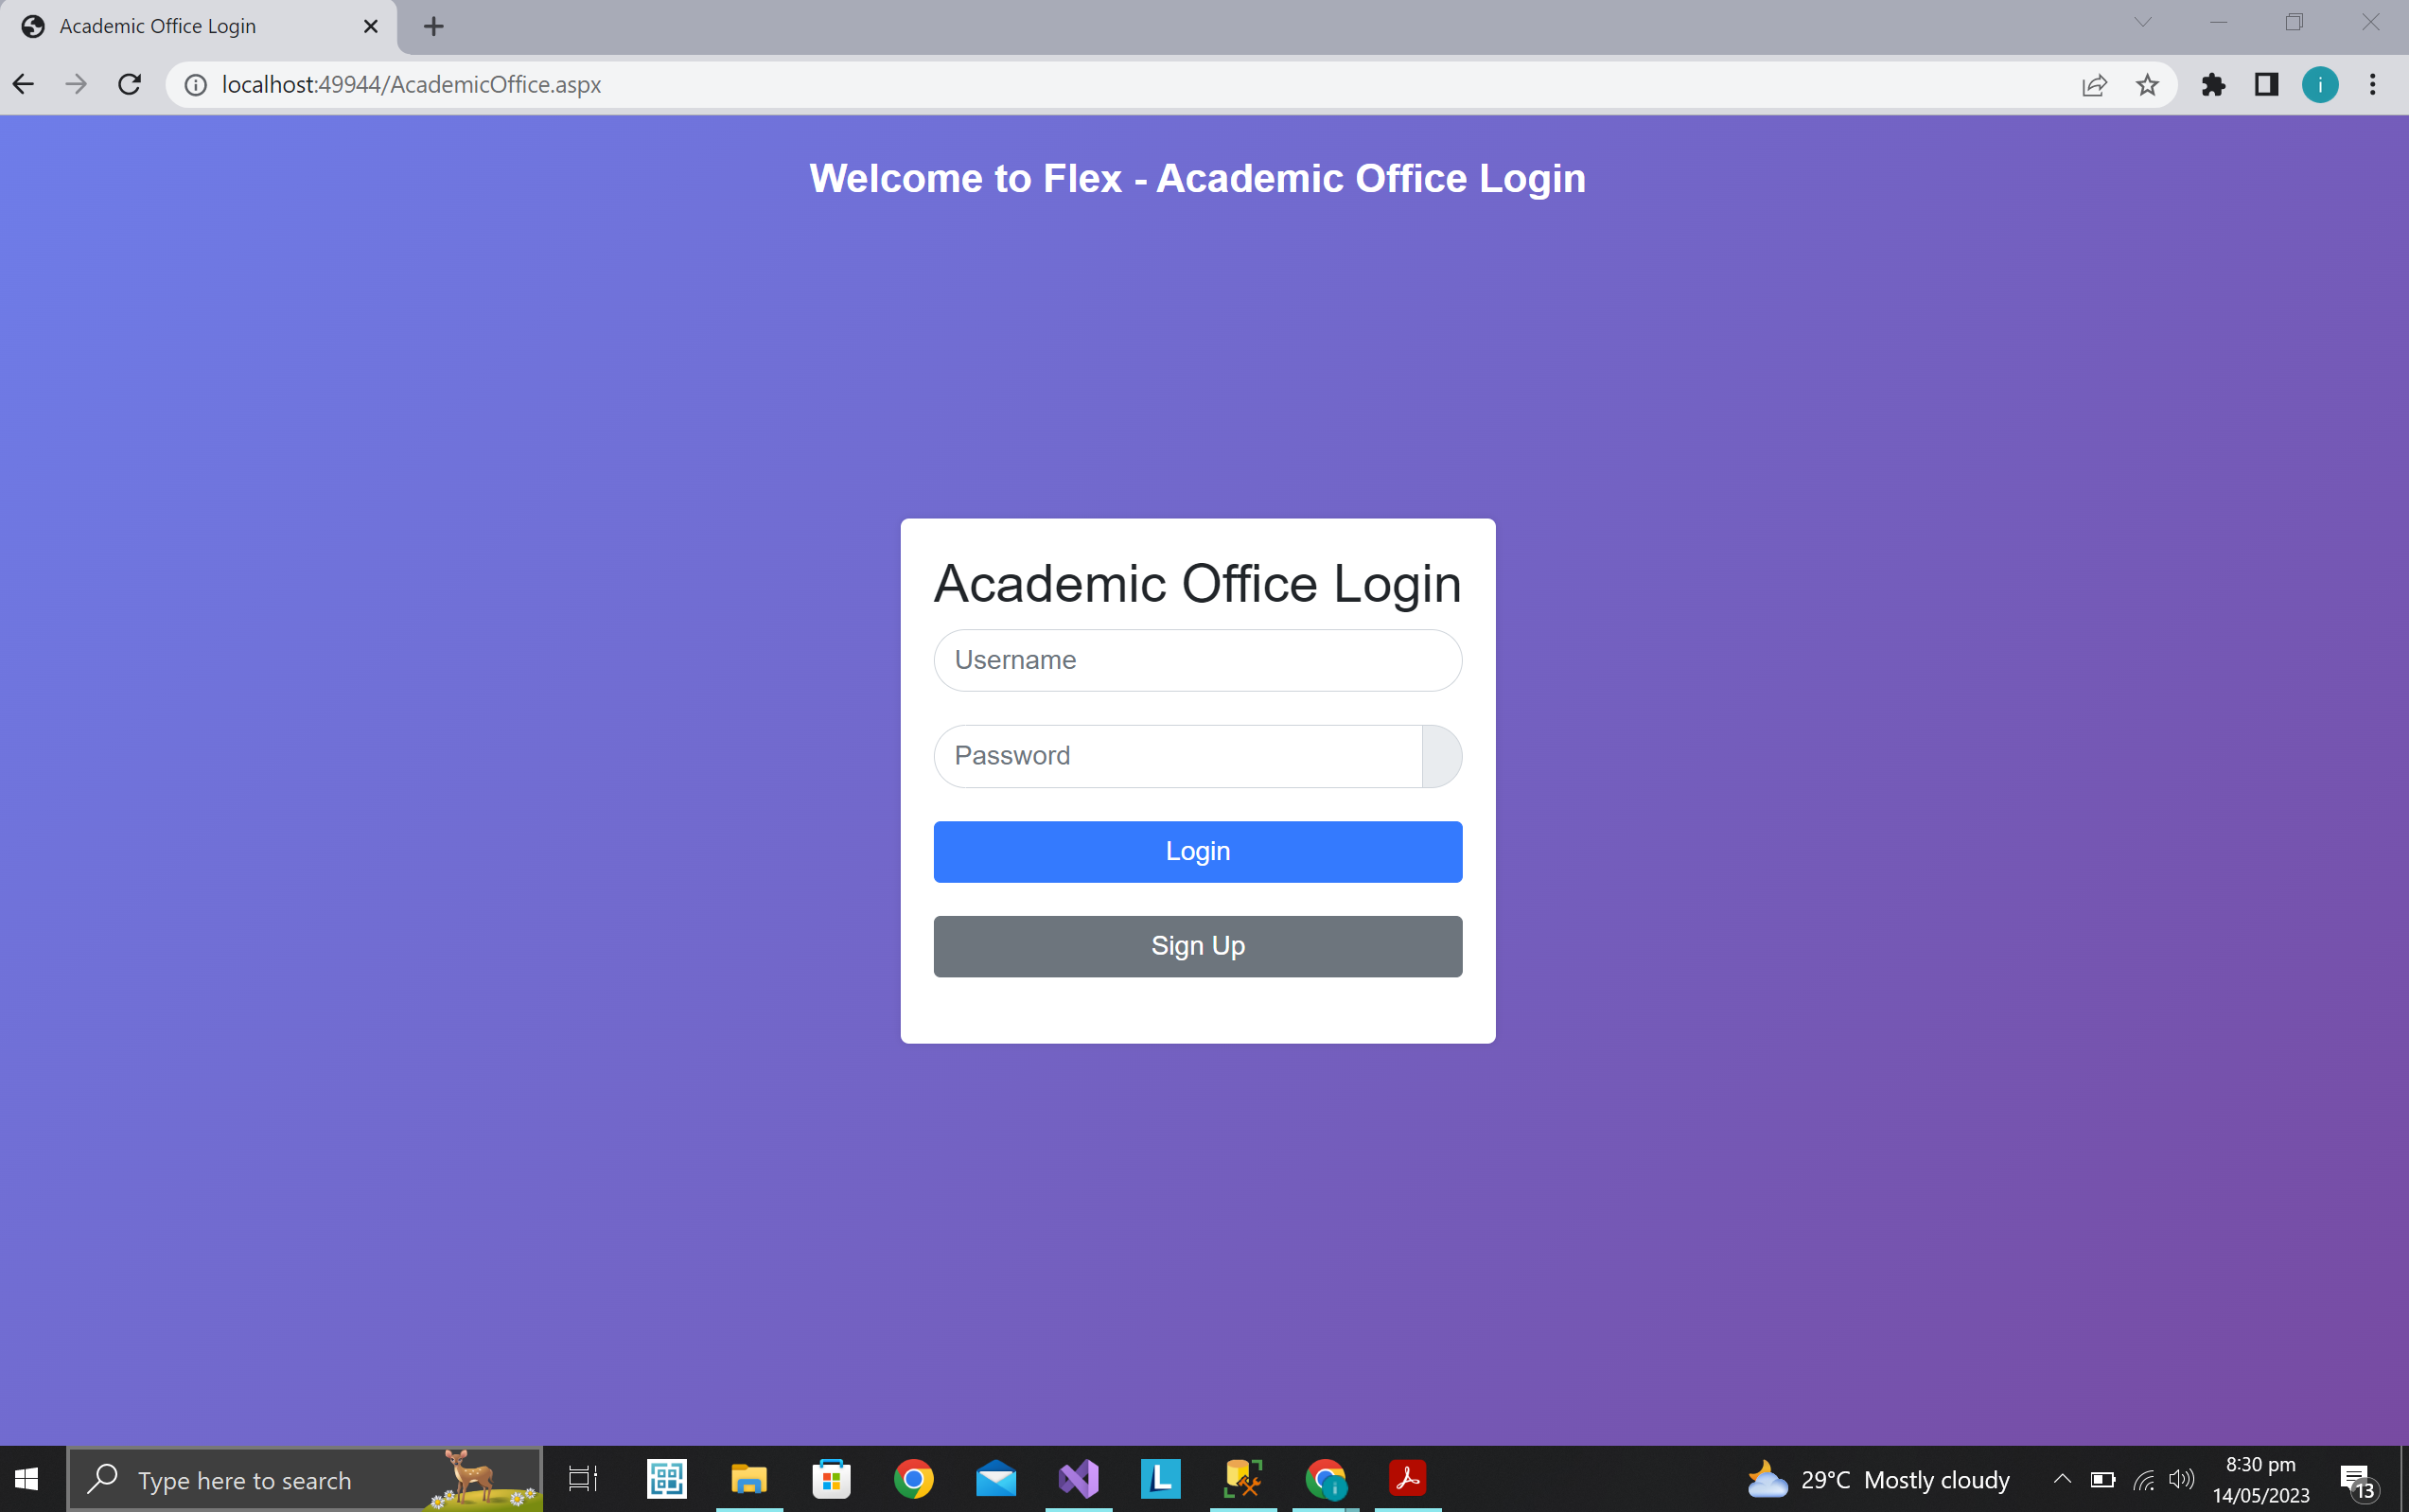 Academic Office Login
localhost:49944/AcademicOffice.aspx
i
Welcome to Flex - Academic Office Login
Academic Office Login
Username
Password
Login
Sign Up
Type here to search
L
i
29°C Mostly cloudy
8:30 pm
14/05/2023
13